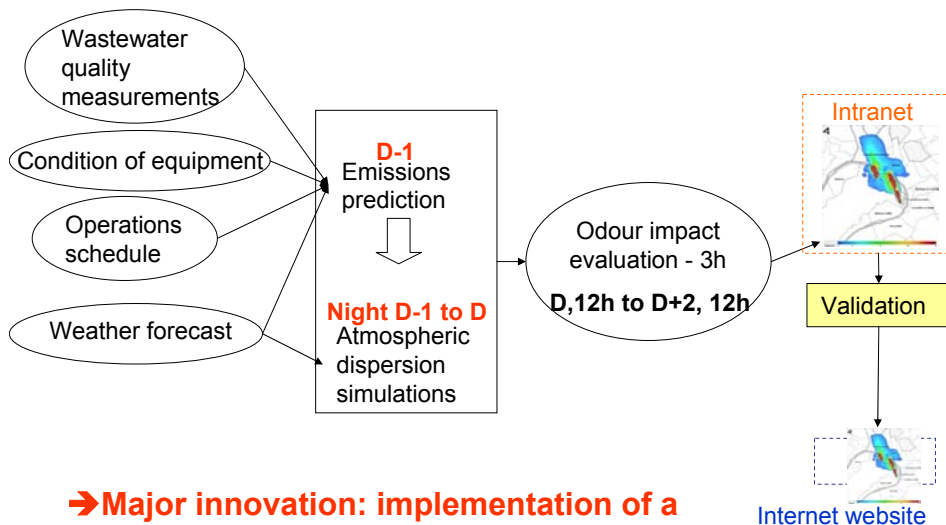 Wastewater
quality
measurements
Condition of equipment
Operations
schedule
Weather forecast
D-1
Emissions
prediction
Night D-1 to D
Atmospheric
dispersion
simulations
Odour impact
evaluation - 3h
D,12h to D+2, 12h
Intranet
Validation
Internet website
➔Major innovation: implementation of a